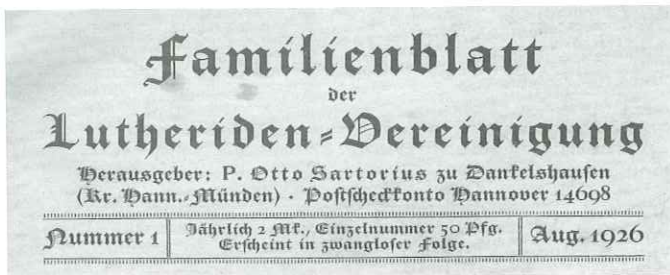 Familienblatt
der
Lutheriden-Vereinigung
Herausgeber: P. Otto Sartorius zu Dankelshausen
(Kr. Hann.-Münden) · Postscheckkonto Hannover 14698
Nummer 1
Jährlich 2 Mk., Einzelnummer 50 Pfg.
Erscheint in zwangloser Folge.
Aug. 1926